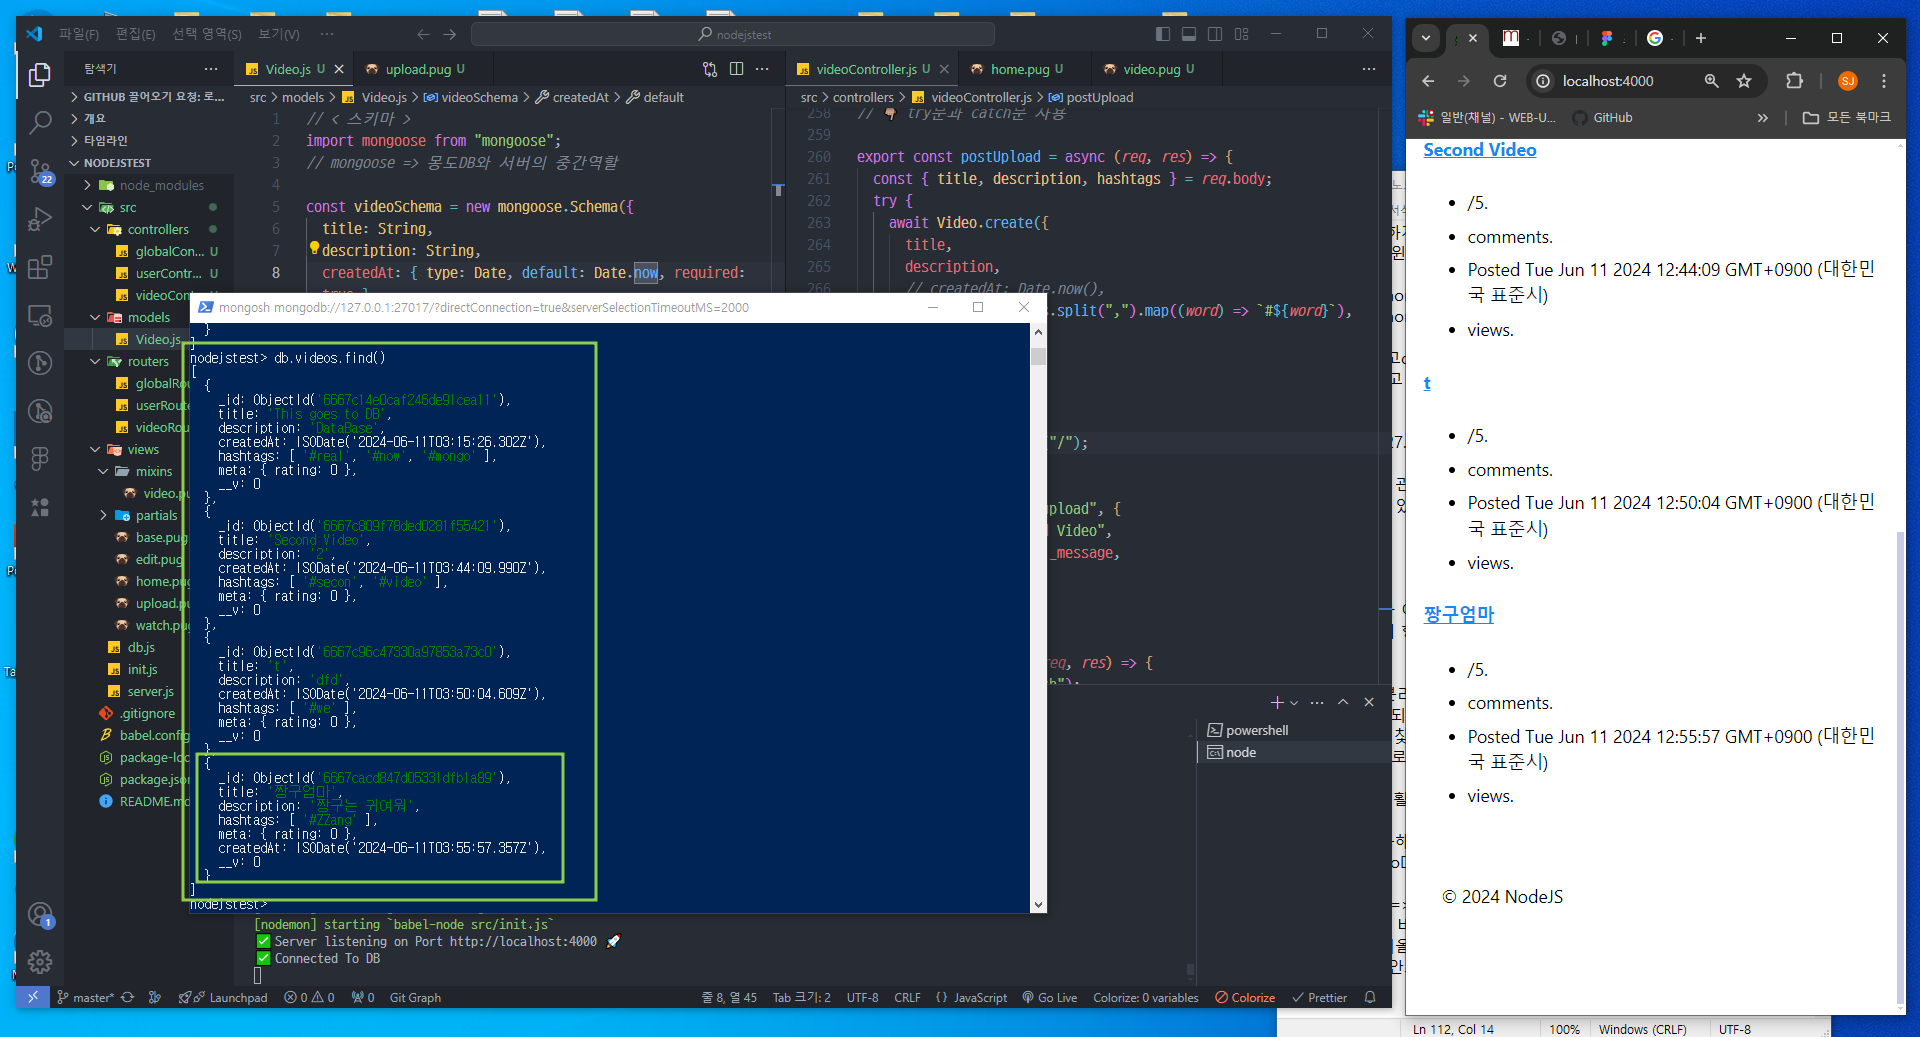 파일(F) 편집(E) 선택 영역(S) 보기(V) ···
nodejstest
탐색기
GITHUB 끌어오기 요청: 로...
개요
타임라인
NODEJSTEST
node_modules
src
controllers
globalCon... U
userContr... U
videoCont
models
Video.js
routers
globalRou
userRoute
videoRou
views
mixins
video.pu
partials
base.pug
edit.pug
home.pug
upload.pu
watch.pug
db.js
init.js
server.js
.gitignore
babel.config
package-loc
package.json
README.md
22
1
Video.js U
upload.pug U
src > models > Video.js > videoSchema > createdAt > default
1 // < 스키마 >
2 import mongoose from "mongoose";
3 // mongoose => 몽도DB와 서버의 중간역할
4
5 const videoSchema = new mongoose.Schema({
6 title: String,
7 description: String,
8 createdAt: { type: Date, default: Date.now, required:
videoController.js U
home.pug U
video.pug U
src > controllers > videoController.js > postUpload
258 // 👇 try문과 catch문 사용
259
260 export const postUpload = async (req, res) => {
261 const { title, description, hashtags } = req.body;
262 try {
263 await Video.create({
264 title,
265 description,
266 // createdAt: Date.now(),
s.split(",").map((word) => `#${word}`),
("/");
pload", {
d Video",
_message,
req, res) => {
mongosh mongodb://127.0.0.1:27017/?directConnection=true&serverSelectionTimeoutMS=2000
}
]
nodejstest> db.videos.find()
[
{
_id: ObjectId('6667c14e0caf246de91cea11'),
title: 'This goes to DB',
description: 'DataBase',
createdAt: ISODate('2024-06-11T03:15:26.302Z'),
hashtags: [ '#real', '#now', '#mongo' ],
meta: { rating: 0 },
__v: 0
},
{
_id: ObjectId('6667c809f78ded0281f55421'),
title: 'Second Video',
description: '2',
createdAt: ISODate('2024-06-11T03:44:09.990Z'),
hashtags: [ '#secon', '#video' ],
meta: { rating: 0 },
__v: 0
},
{
_id: ObjectId('6667c96c47330a97853a73c0'),
title: 't',
description: 'dfd',
createdAt: ISODate('2024-06-11T03:50:04.609Z'),
hashtags: [ '#we' ],
meta: { rating: 0 },
__v: 0
},
{
_id: ObjectId('6667cacd847d05331dfb1a89'),
title: '짱구엄마',
description: '짱구는 귀여워',
hashtags: [ '#ZZang' ],
meta: { rating: 0 },
createdAt: ISODate('2024-06-11T03:55:57.357Z'),
__v: 0
}
]
nodejstest>
powershell
node
[nodemon] starting `babel-node src/init.js`
✅ Server listening on Port http://localhost:4000 🚀
✅ Connected To DB
master* Launchpad 0 0 0 Git Graph
줄 8, 열 45 Tab 크기: 2 UTF-8 CRLF {} JavaScript Go Live Colorize: 0 variables Colorize Prettier
localhost:4000
SJ
일반(채널) - WEB-U... GitHub » 모든 북마크
Second Video
• /5.
• comments.
• Posted Tue Jun 11 2024 12:44:09 GMT+0900 (대한민
국 표준시)
• views.
t
• /5.
• comments.
• Posted Tue Jun 11 2024 12:50:04 GMT+0900 (대한민
국 표준시)
• views.
짱구엄마
• /5.
• comments.
• Posted Tue Jun 11 2024 12:55:57 GMT+0900 (대한민
국 표준시)
• views.
© 2024 NodeJS
Ln 112, Col 14 100% Windows (CRLF) UTF-8